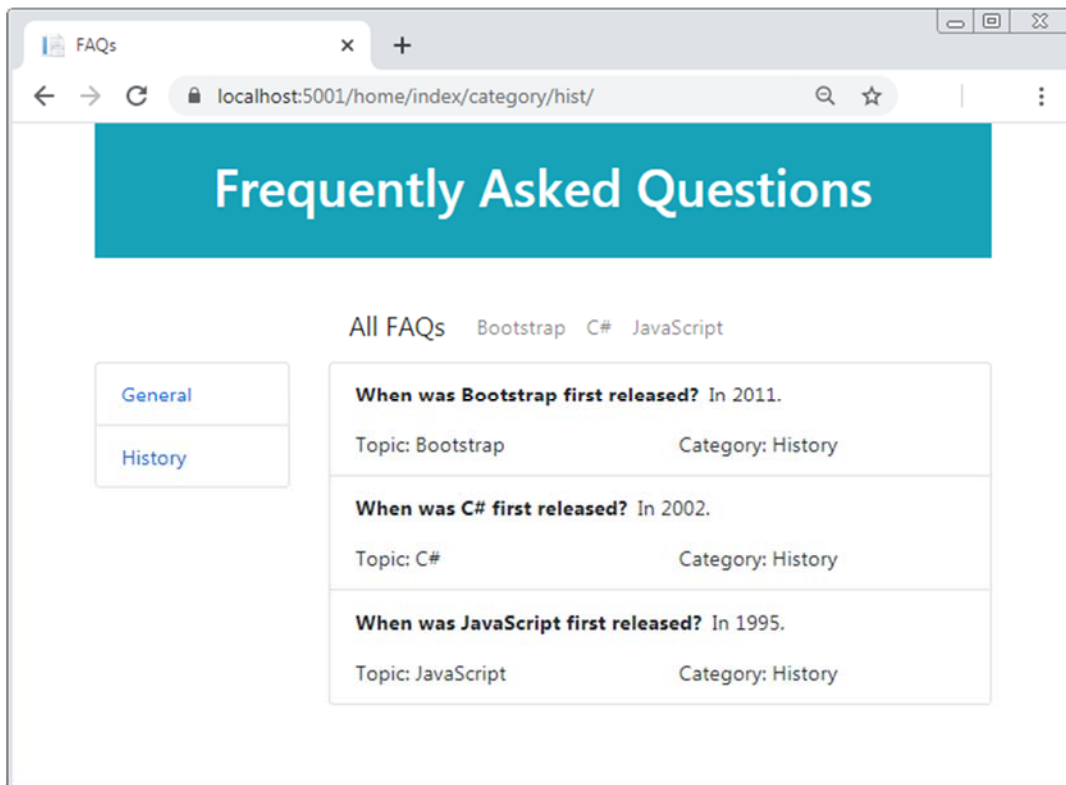 FAQs
localhost:5001/home/index/category/hist/
Frequently Asked Questions
All FAQs Bootstrap C# JavaScript
General
History
When was Bootstrap first released? In 2011.
Topic: Bootstrap Category: History
When was C# first released? In 2002.
Topic: C# Category: History
When was JavaScript first released? In 1995.
Topic: JavaScript Category: History